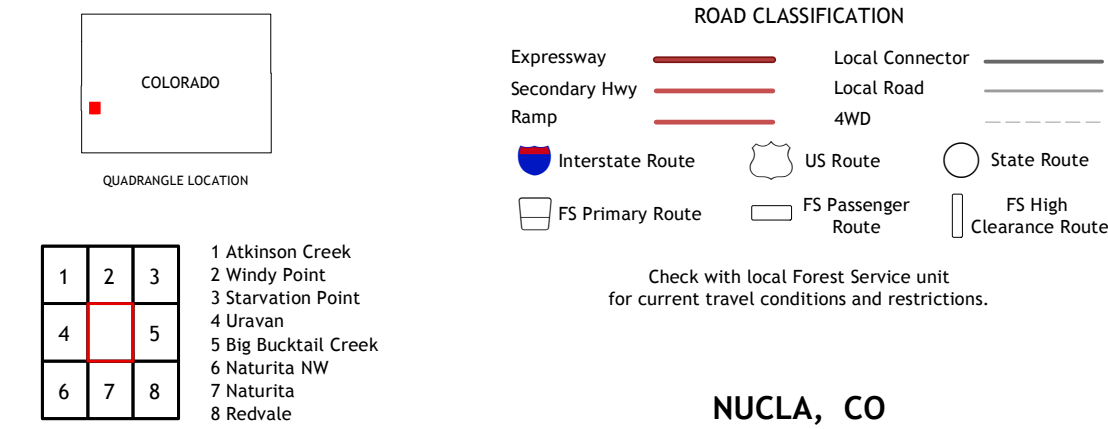 COLORADO
QUADRANGLE LOCATION
1 2 3
4 5
6 7 8
1 Atkinson Creek
2 Windy Point
3 Starvation Point
4 Uravan
5 Big Bucktail Creek
6 Naturita NW
7 Naturita
8 Redvale
ROAD CLASSIFICATION
Expressway
Secondary Hwy
Ramp
Local Connector
Local Road
4WD
Interstate Route
US Route
State Route
FS Primary Route
FS Passenger
Route
FS High
Clearance Route
Check with local Forest Service unit
for current travel conditions and restrictions.
NUCLA, CO